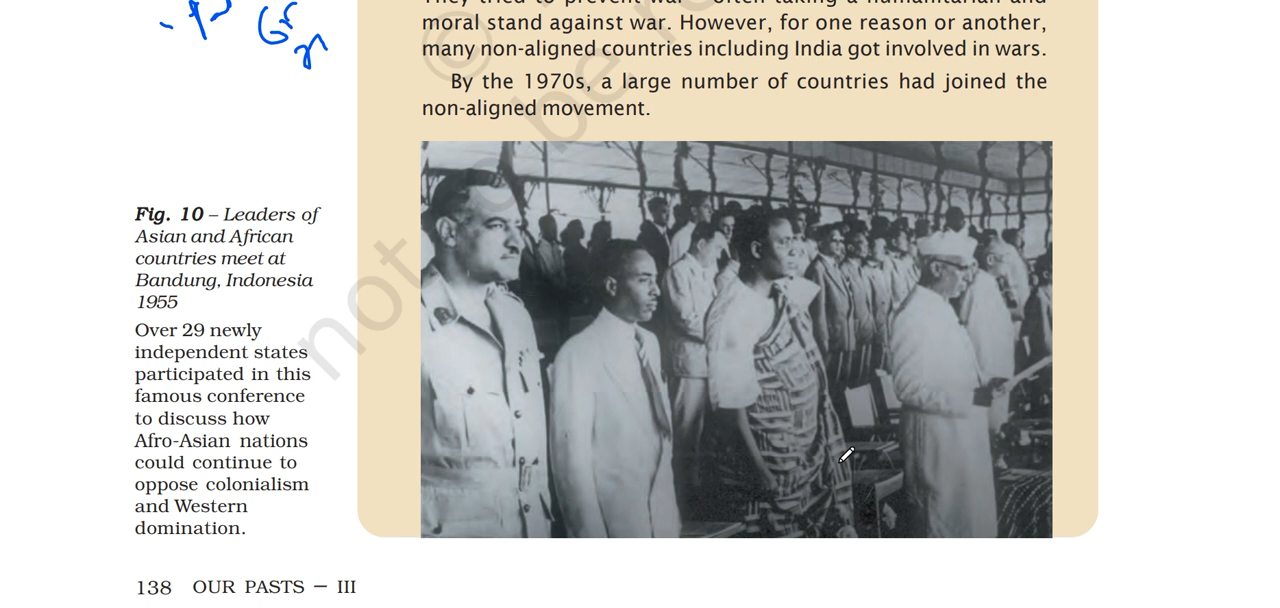 moral stand against war. However, for one reason or another,
many non-aligned countries including India got involved in wars.
By the 1970s, a large number of countries had joined the
non-aligned movement.
Fig. 10 – Leaders of
Asian and African
countries meet at
Bandung, Indonesia
1955
Over 29 newly
independent states
participated in this
famous conference
to discuss how
Afro-Asian nations
could continue to
oppose colonialism
and Western
domination.
138 OUR PASTS – III
© not
be